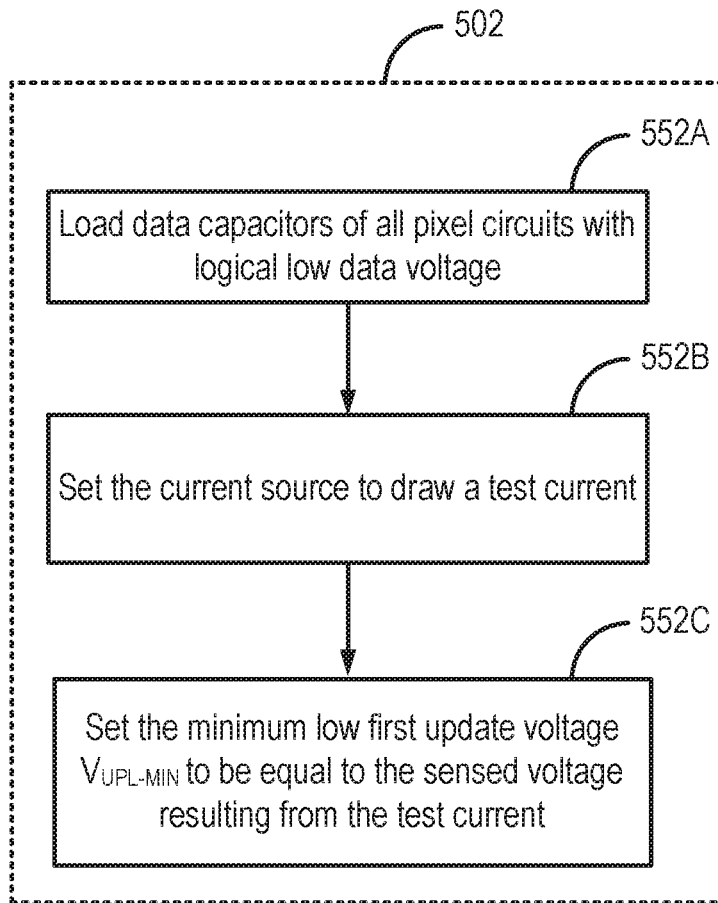 502
552A
Load data capacitors of all pixel circuits with
logical low data voltage
552B
Set the current source to draw a test current
552C
Set the minimum low first update voltage
VUPL-MIN to be equal to the sensed voltage
resulting from the test current